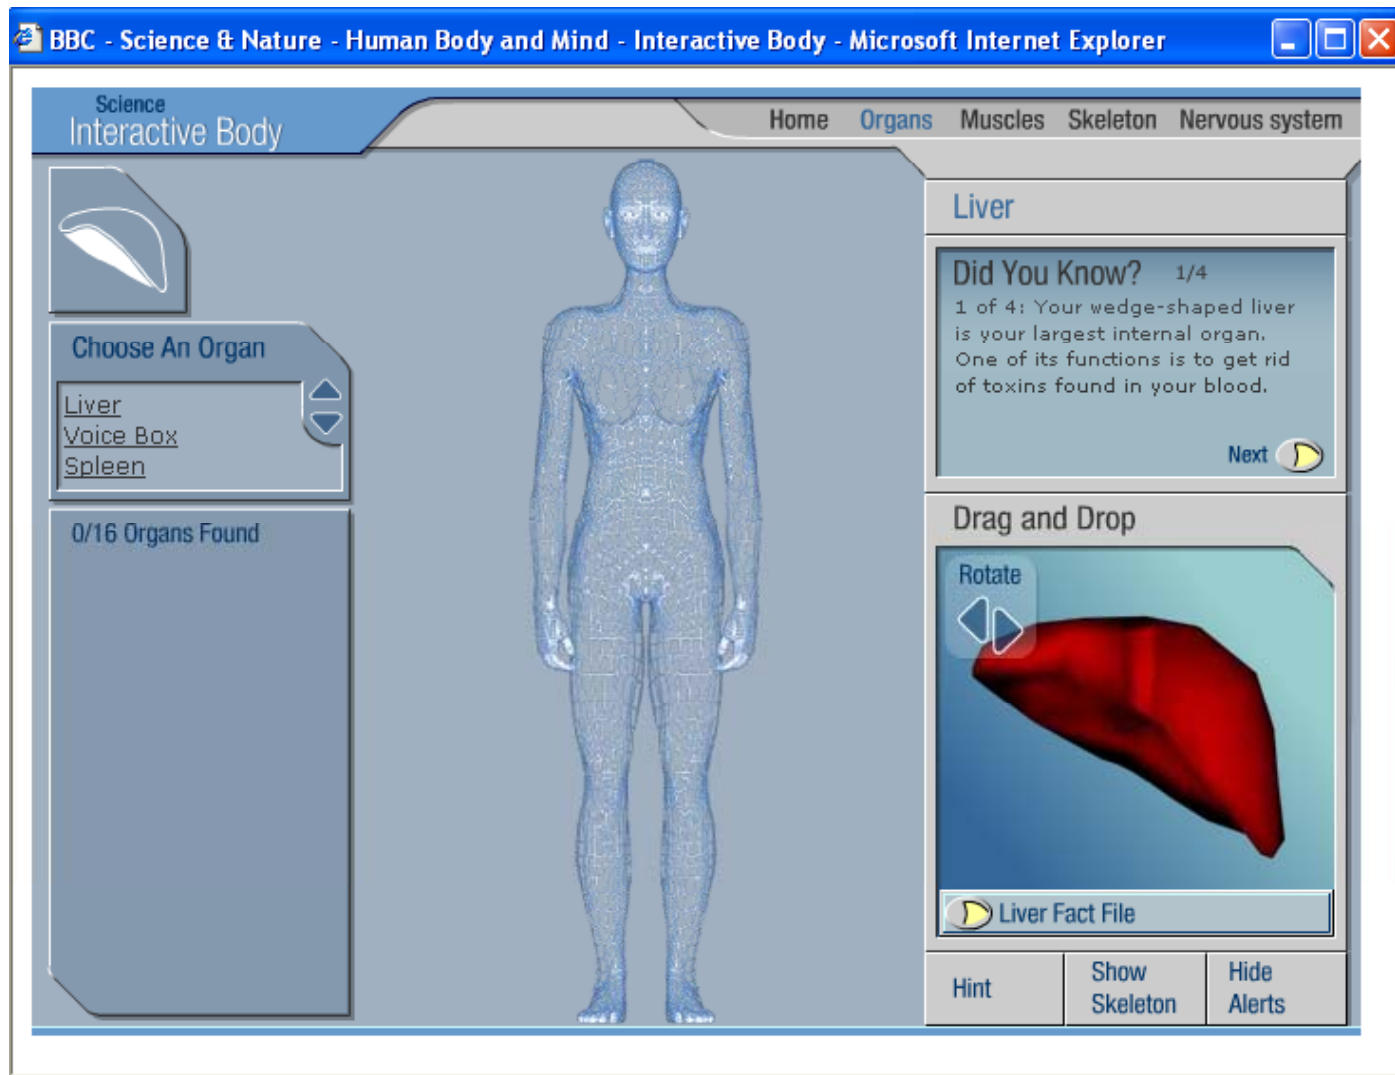 BBC - Science & Nature - Human Body and Mind - Interactive Body - Microsoft Internet Explorer
Science
Interactive Body
Home Organs Muscles Skeleton Nervous system
Choose An Organ
Liver
Voice Box
Spleen
0/16 Organs Found
Liver
Did You Know? 1/4
1 of 4: Your wedge-shaped liver
is your largest internal organ.
One of its functions is to get rid
of toxins found in your blood.
Next
Drag and Drop
Rotate
Liver Fact File
Hint
Show
Skeleton
Hide
Alerts